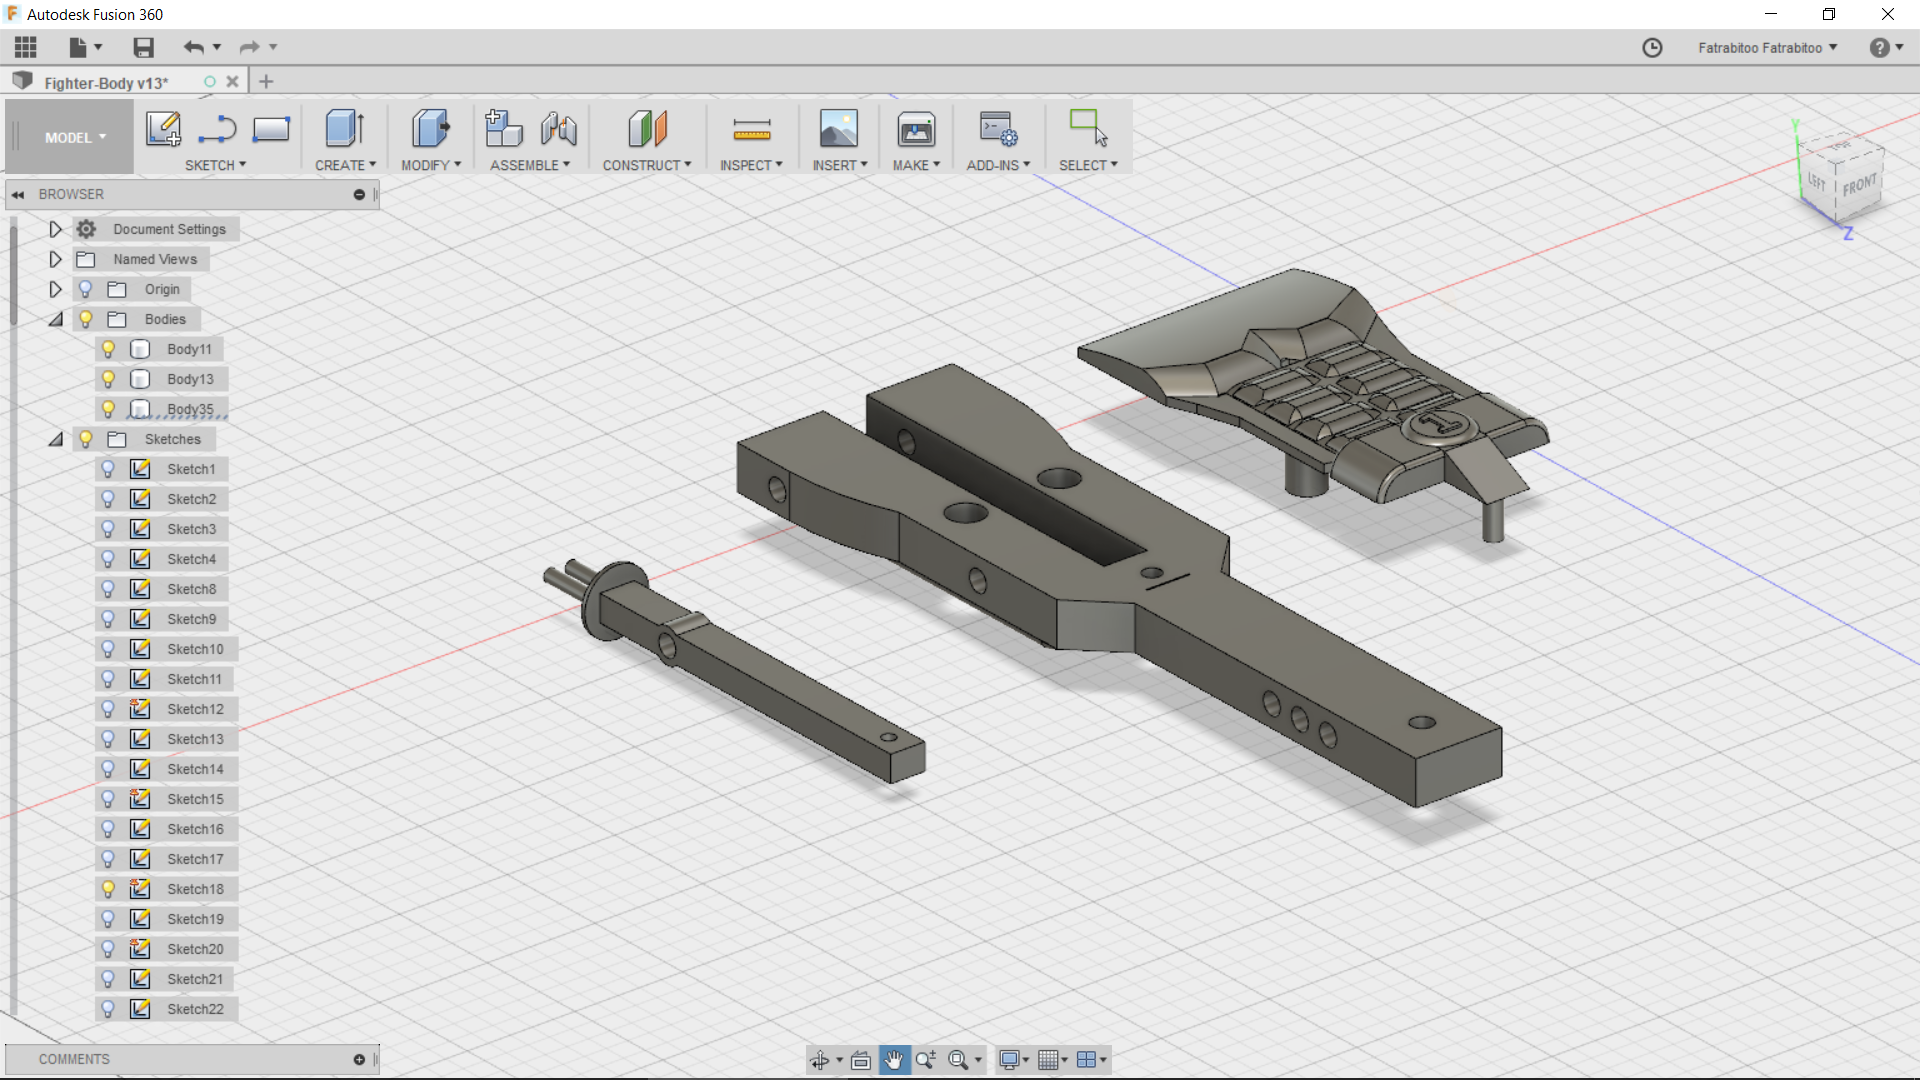 Autodesk Fusion 360
Fatrabitoo Fatrabitoo
Fighter-Body v13*
MODEL
SKETCH
CREATE
MODIFY
ASSEMBLE
CONSTRUCT
INSPECT
INSERT
MAKE
ADD-INS
SELECT
BROWSER
Document Settings
Named Views
Origin
Bodies
Body11
Body13
Body35
Sketches
Sketch1
Sketch2
Sketch3
Sketch4
Sketch8
Sketch9
Sketch10
Sketch11
Sketch12
Sketch13
Sketch14
Sketch15
Sketch16
Sketch17
Sketch18
Sketch19
Sketch20
Sketch21
Sketch22
COMMENTS
Y
TOP
LEFT
FRONT
Z